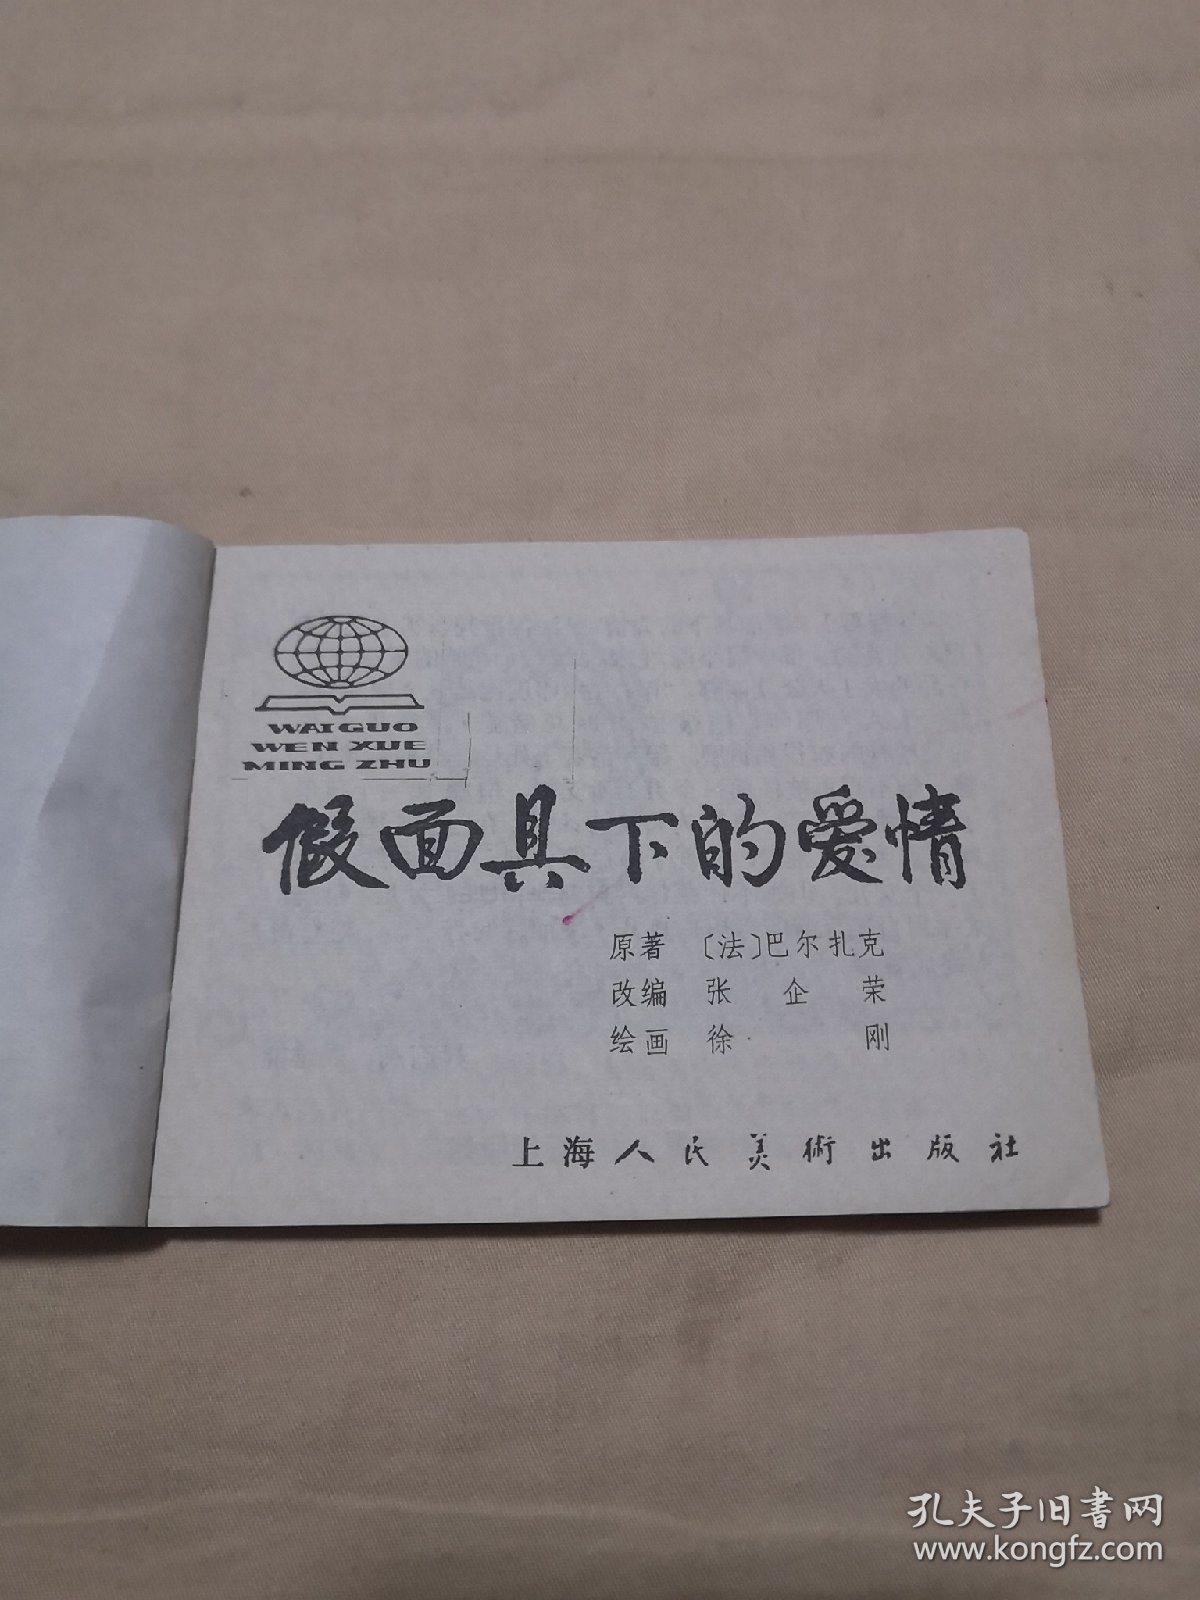 WAI GUO
WEN XUE
MING ZHU
假面具下的爱情
原著 〔法〕巴尔扎克
改编 张企荣
绘画 徐刚
上海人民美術出版社
孔夫子旧书网
www.kongfz.com